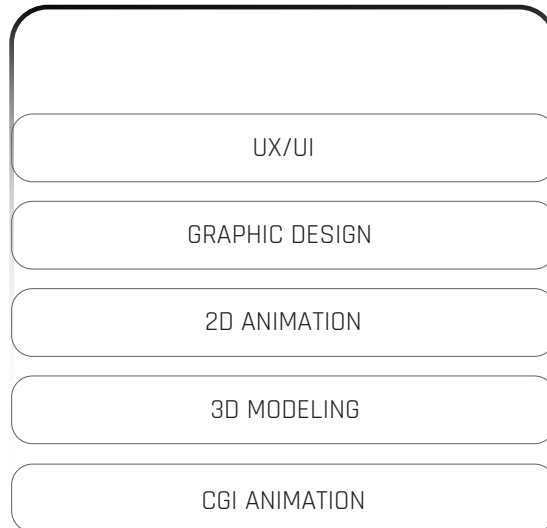 UX/UI
GRAPHIC DESIGN
2D ANIMATION
3D MODELING
CGI ANIMATION